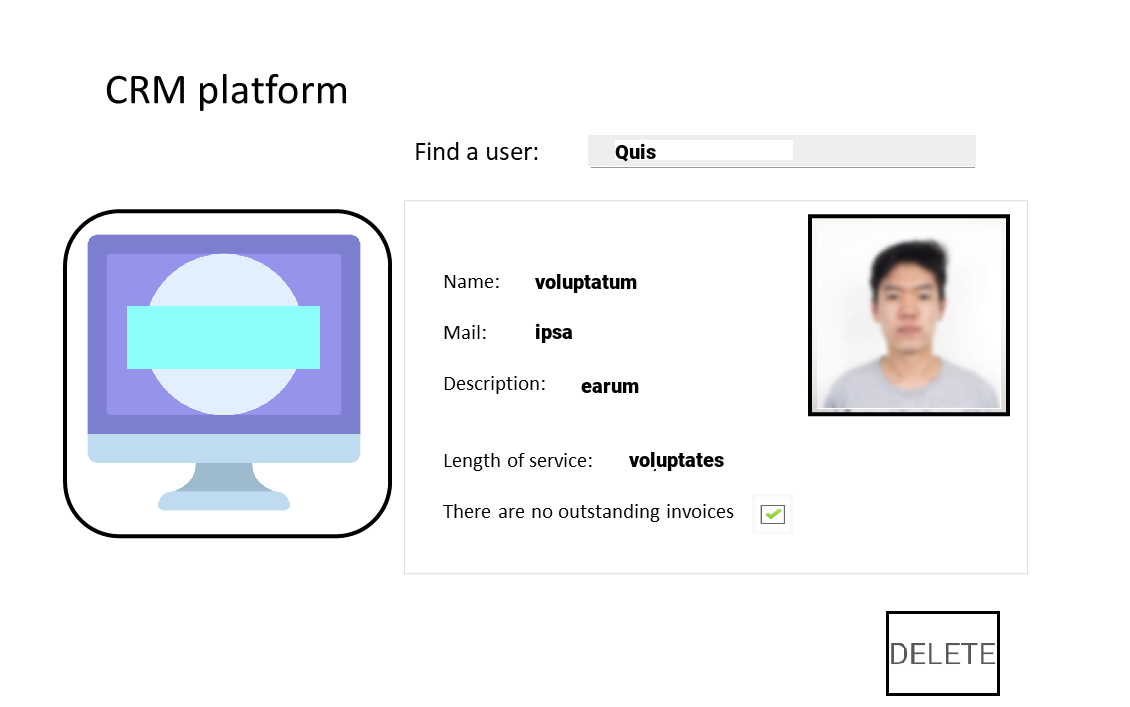 CRM platform
Find a user: Quis
Name: voluptatum
Mail: ipsa
Description: earum
Length of service: voluptates
There are no outstanding invoices
DELETE